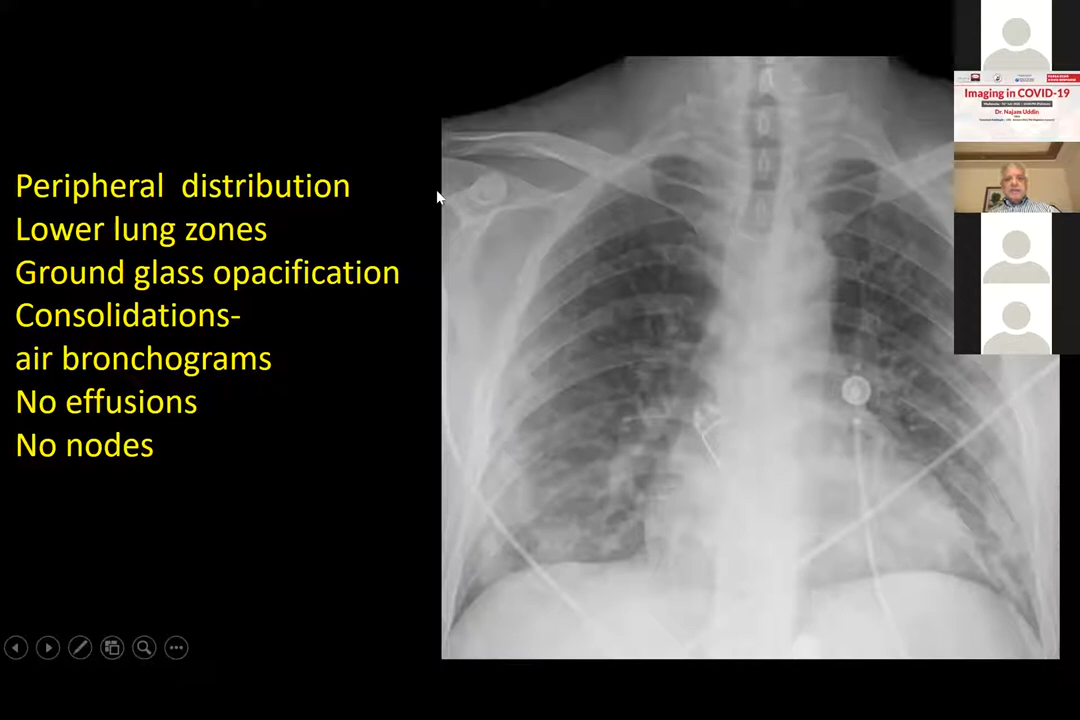 Peripheral distribution
Lower lung zones
Ground glass opacification
Consolidations-
air bronchograms
No effusions
No nodes
Imaging in COVID-19
Dr. Najam Uddin